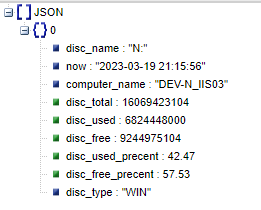 JSON
0
disc_name : "N:"
now : "2023-03-19 21:15:56"
computer_name : "DEV-N_IIS03"
disc_total : 16069423104
disc_used : 6824448000
disc_free : 9244975104
disc_used_precent : 42.47
disc_free_precent : 57.53
disc_type : "WIN"